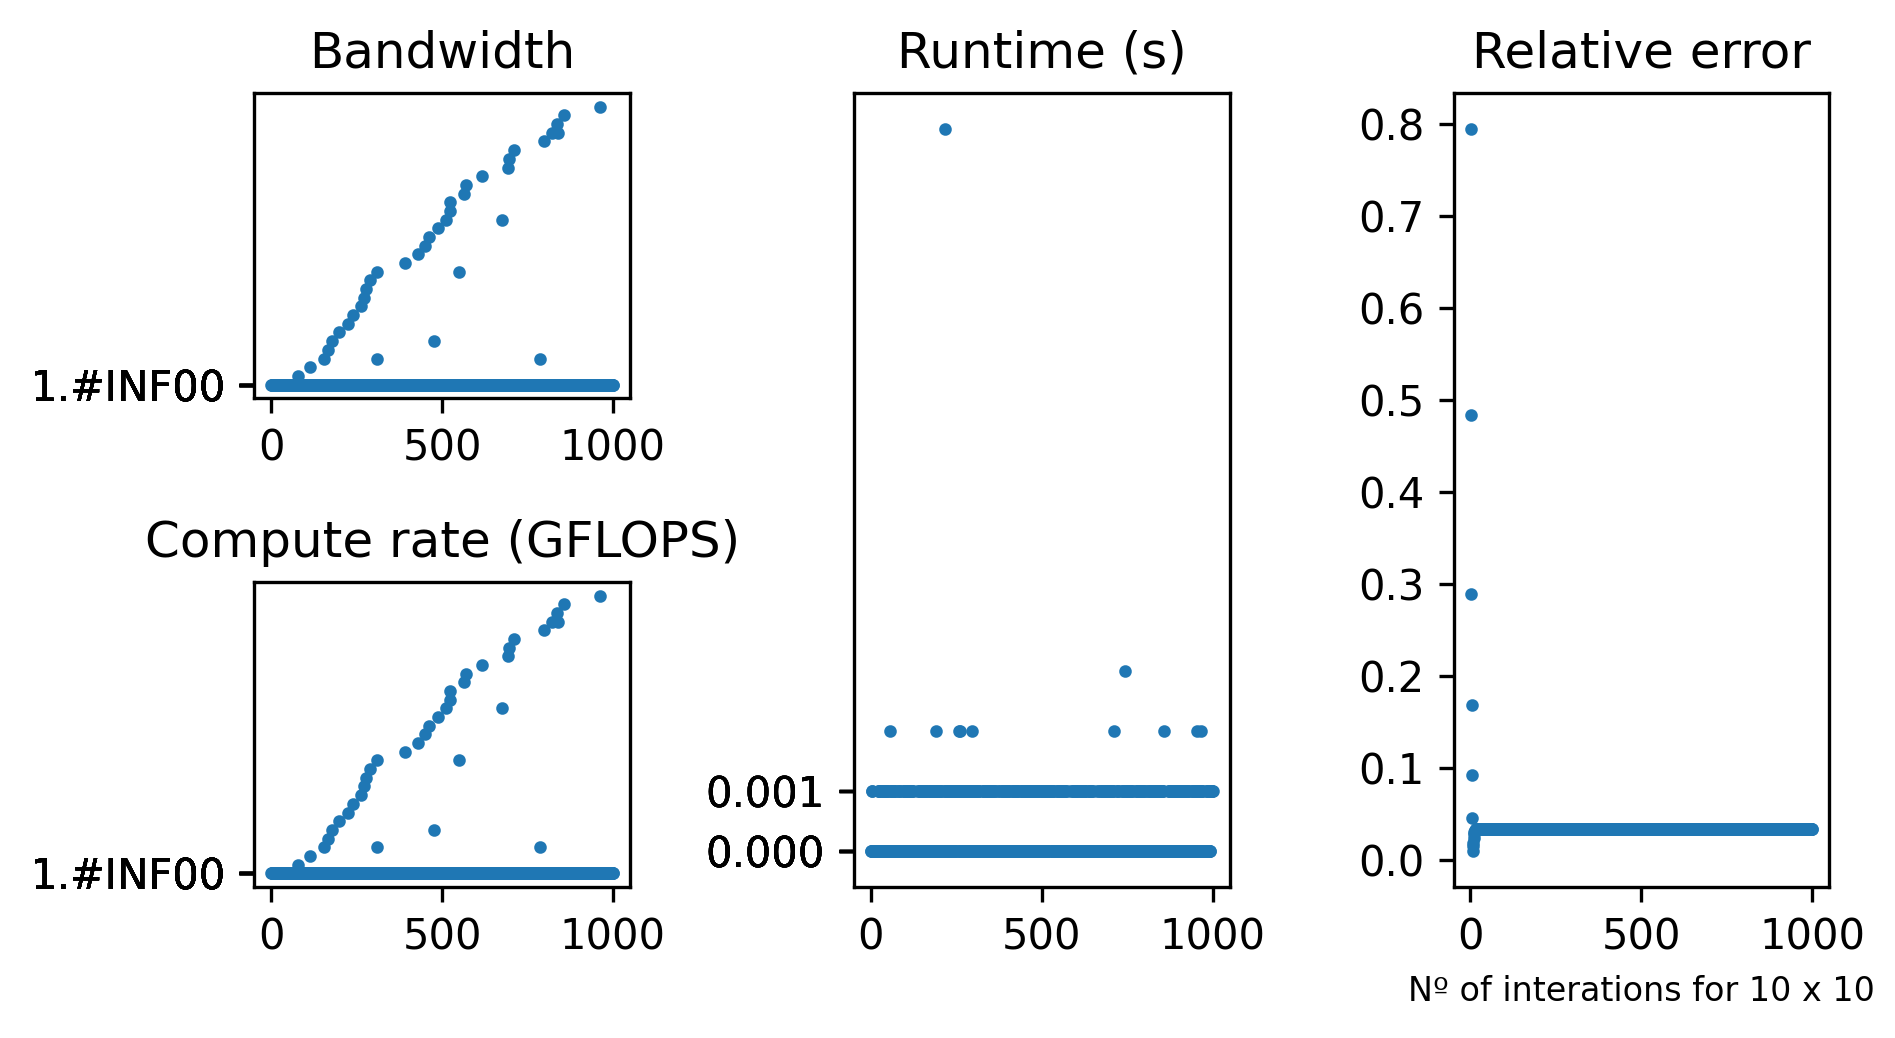 Bandwidth
1.#INF00
0 500 1000
Compute rate (GFLOPS)
1.#INF00
0 500 1000
Runtime (s)
0.001
0.000
0 500 1000
Relative error
0.8
0.7
0.6
0.5
0.4
0.3
0.2
0.1
0.0
0 500 1000
Nº of interations for 10 x 10